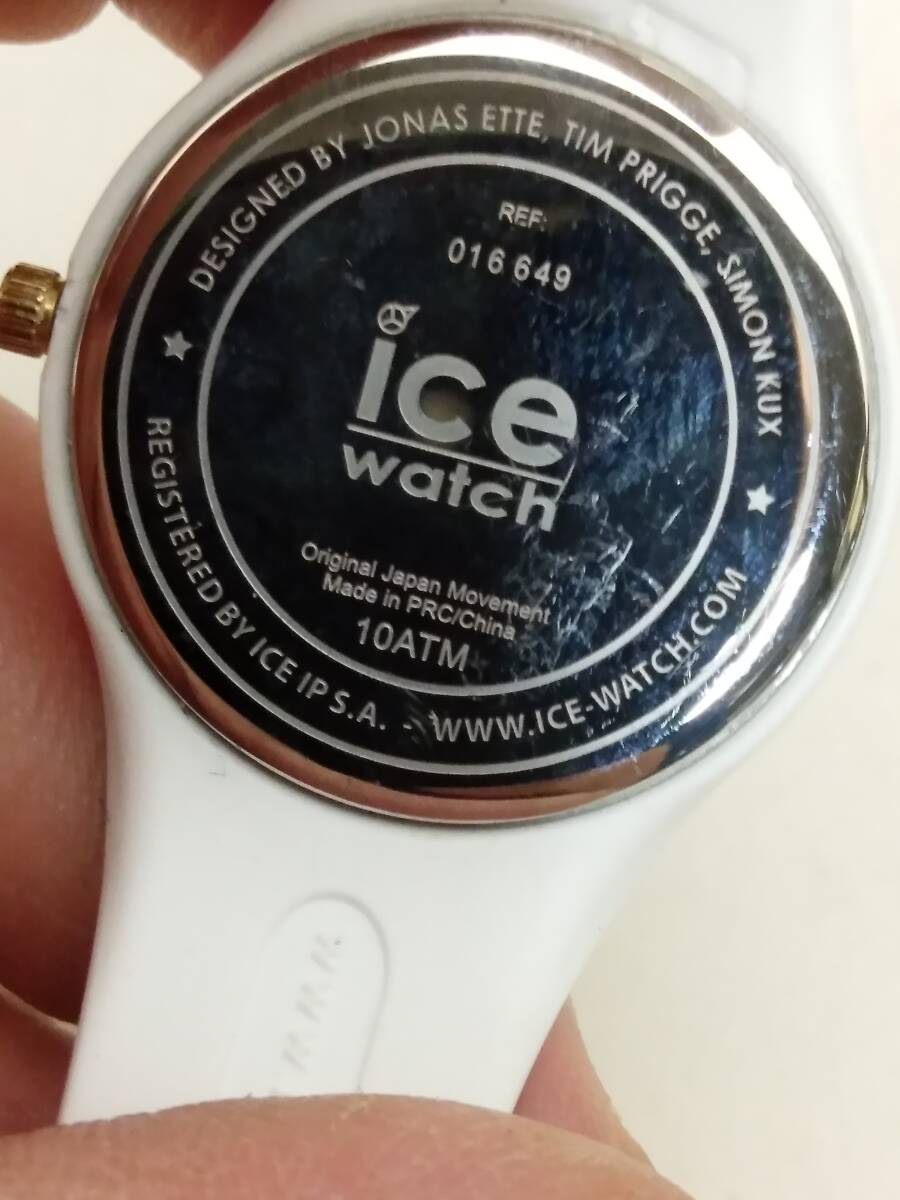 DESIGNED BY JONAS ETTE, TIM PRIGGE, SIMON KUX
REF:
016 649
ice
watch
Original Japan Movement
Made in PRC/China
10ATM
REGISTERED BY ICE IP S.A. - WWW.ICE-WATCH.COM